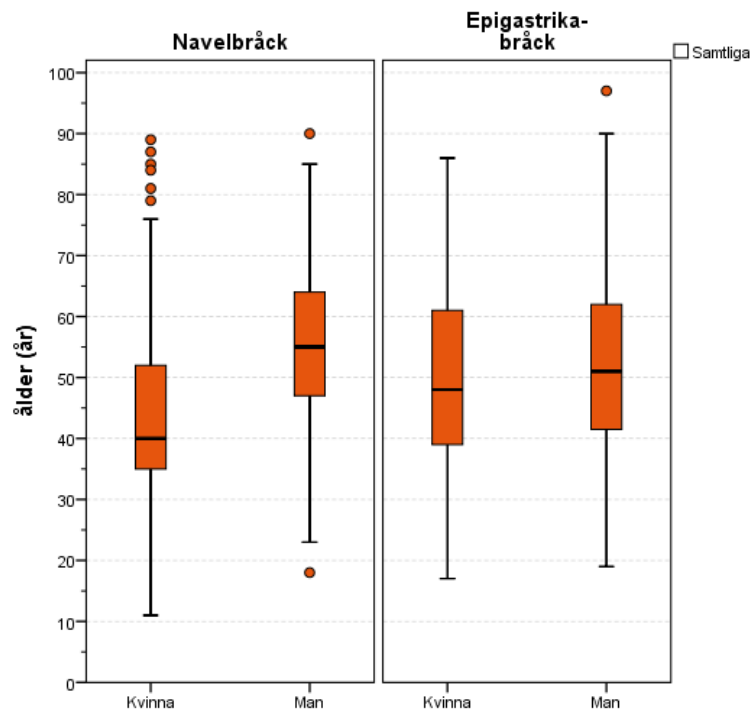 Navelbråck
Epigastrika-
bråck
Samtliga
ålder (år)
100
90
80
70
60
50
40
30
20
10
0
Kvinna
Man
Kvinna
Man